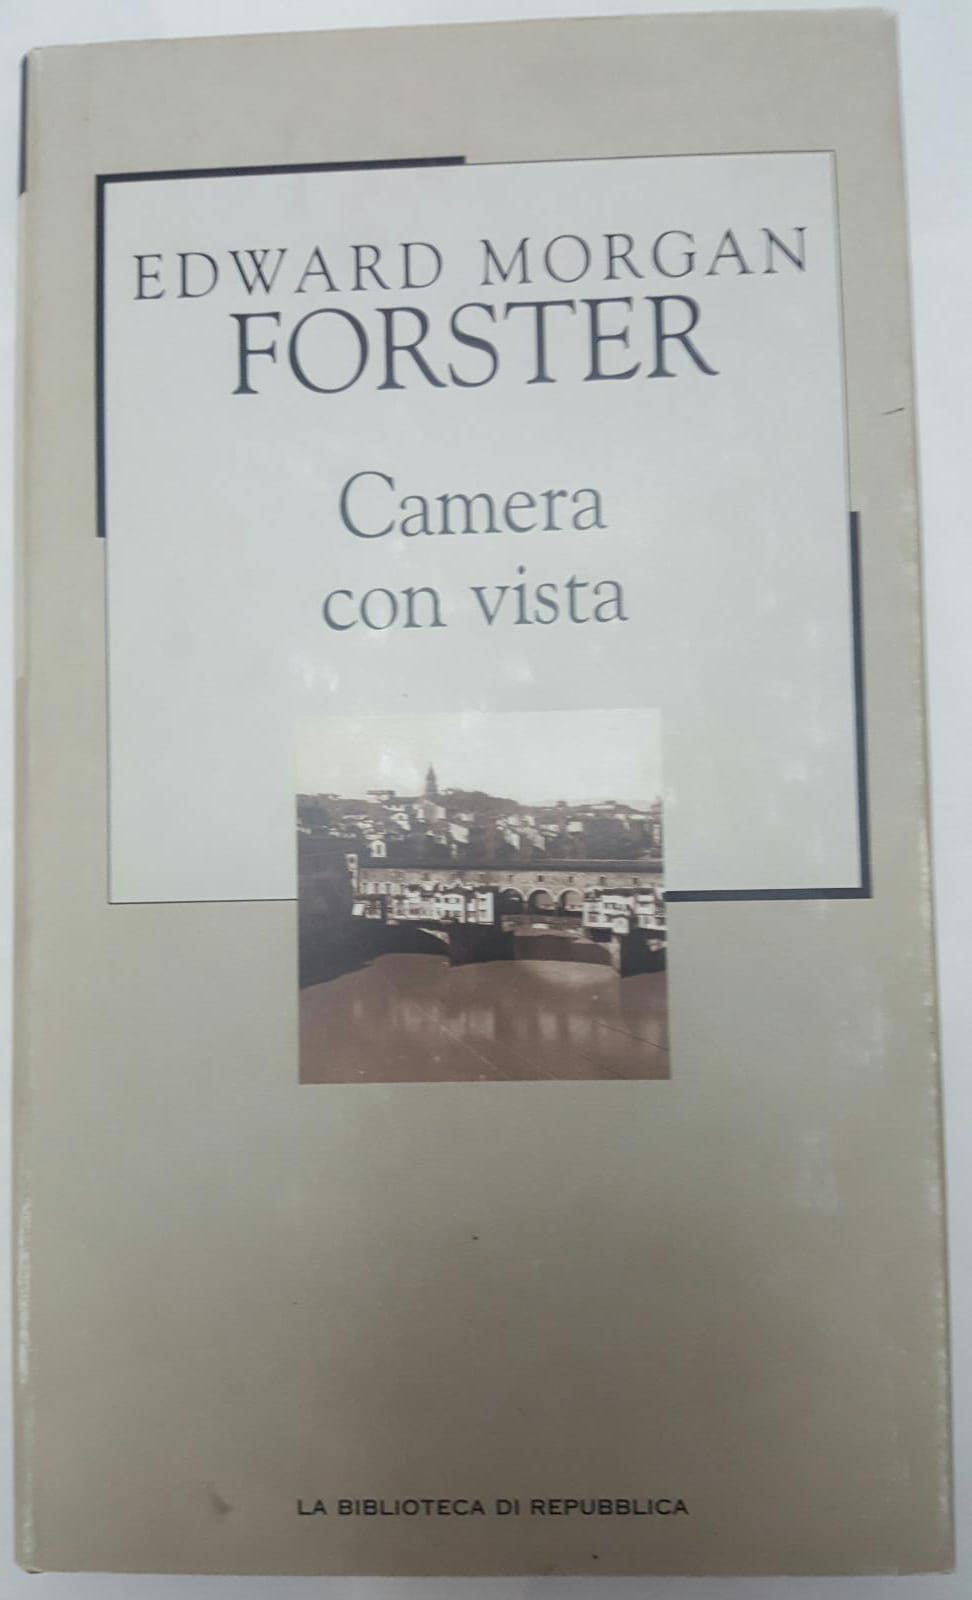 EDWARD MORGAN
FORSTER
Camera
con vista
LA BIBLIOTECA DI REPUBBLICA